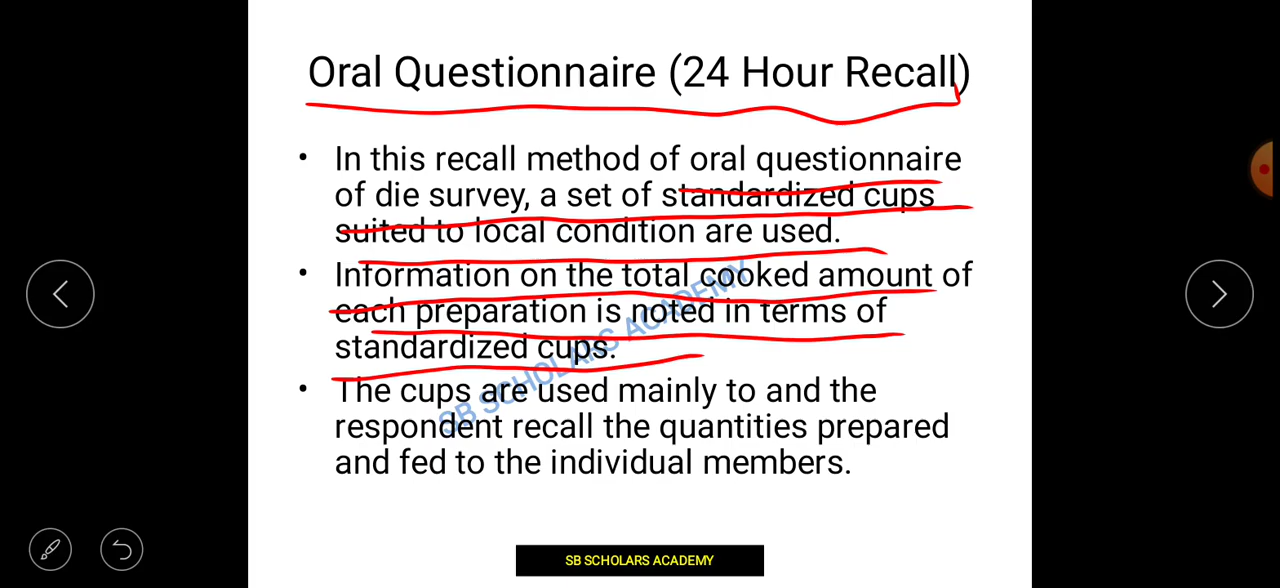 Oral Questionnaire (24 Hour Recall)
• In this recall method of oral questionnaire
of die survey, a set of standardized cups
suited to local condition are used.
• Information on the total cooked amount of
each preparation is noted in terms of
standardized cups.
• The cups are used mainly to and the
respondent recall the quantities prepared
and fed to the individual members.
SB SCHOLARS ACADEMY
SB SCHOLARS ACADEMY